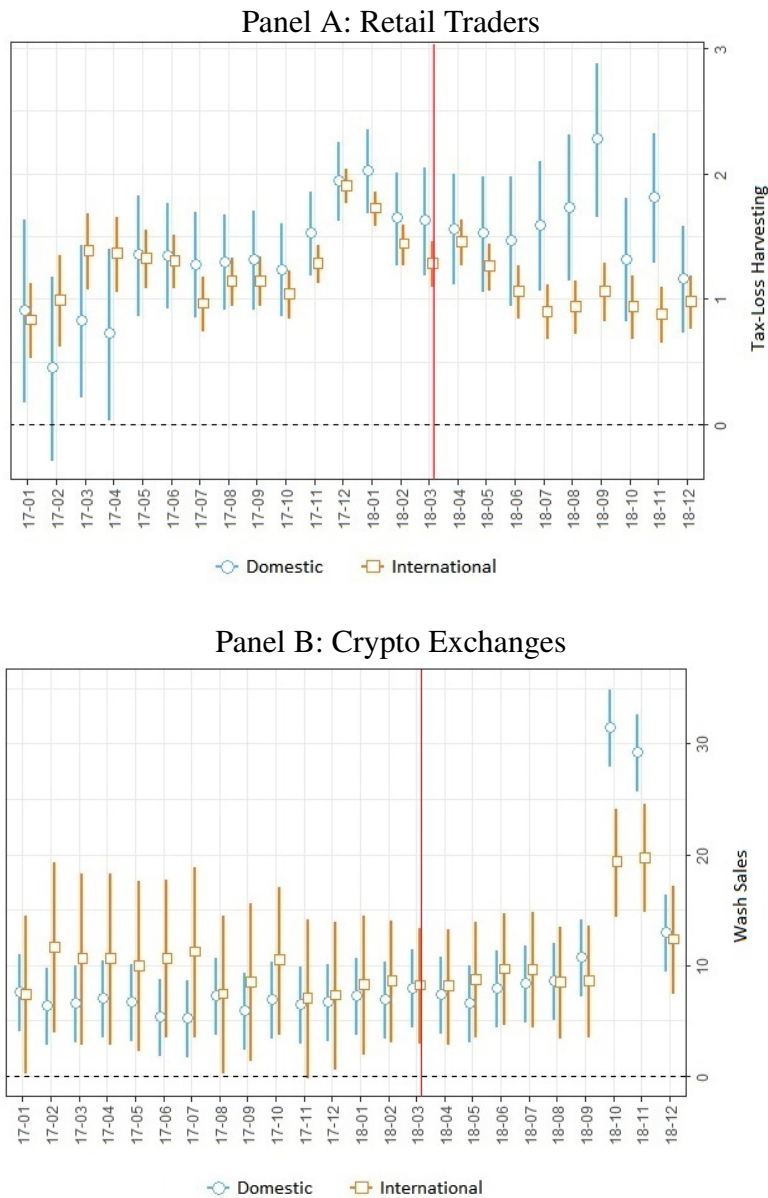 Panel A: Retail Traders
3
2
1
0
Tax-Loss Harvesting
17-01 17-02 17-03 17-04 17-05 17-06 17-07 17-08 17-09 17-10 17-11 17-12 18-01 18-02 18-03 18-04 18-05 18-06 18-07 18-08 18-09 18-10 18-11 18-12
Domestic International
Panel B: Crypto Exchanges
30
20
10
0
Wash Sales
17-01 17-02 17-03 17-04 17-05 17-06 17-07 17-08 17-09 17-10 17-11 17-12 18-01 18-02 18-03 18-04 18-05 18-06 18-07 18-08 18-09 18-10 18-11 18-12
Domestic International